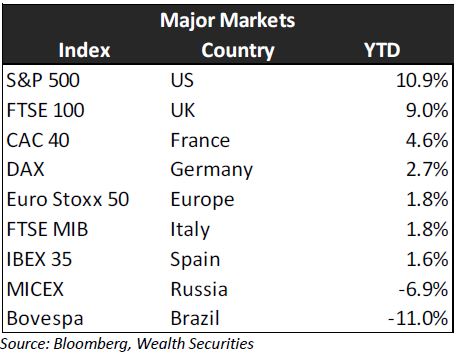 Major Markets
Index Country YTD
S&P 500 US 10.9%
FTSE 100 UK 9.0%
CAC 40 France 4.6%
DAX Germany 2.7%
Euro Stoxx 50 Europe 1.8%
FTSE MIB Italy 1.8%
IBEX 35 Spain 1.6%
MICEX Russia -6.9%
Bovespa Brazil -11.0%
Source: Bloomberg, Wealth Securities